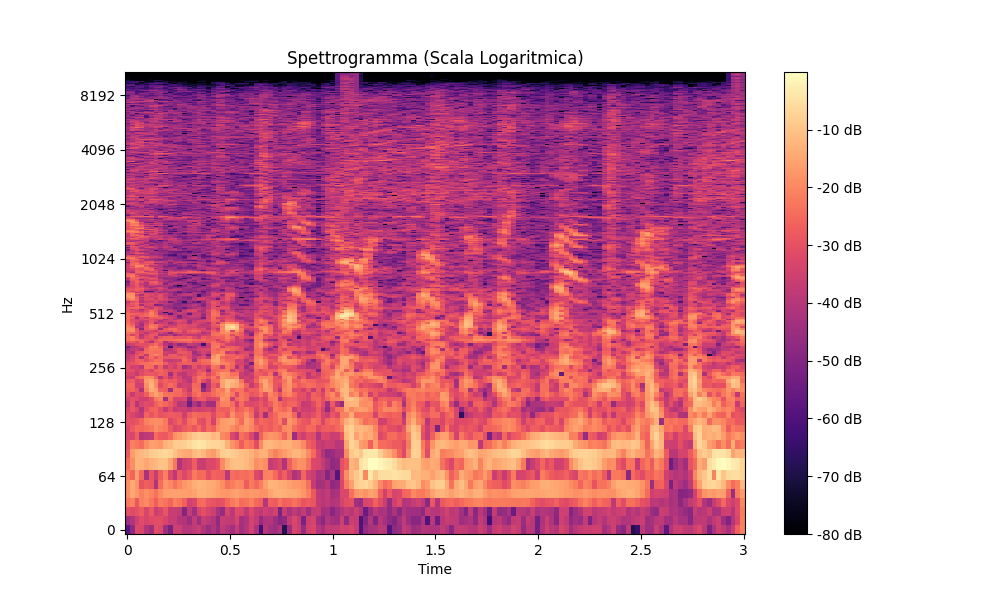 Spettrogramma (Scala Logaritmica)
Hz
8192
4096
2048
1024
512
256
128
64
0
0 0.5 1 1.5 2 2.5 3
Time
-10 dB
-20 dB
-30 dB
-40 dB
-50 dB
-60 dB
-70 dB
-80 dB